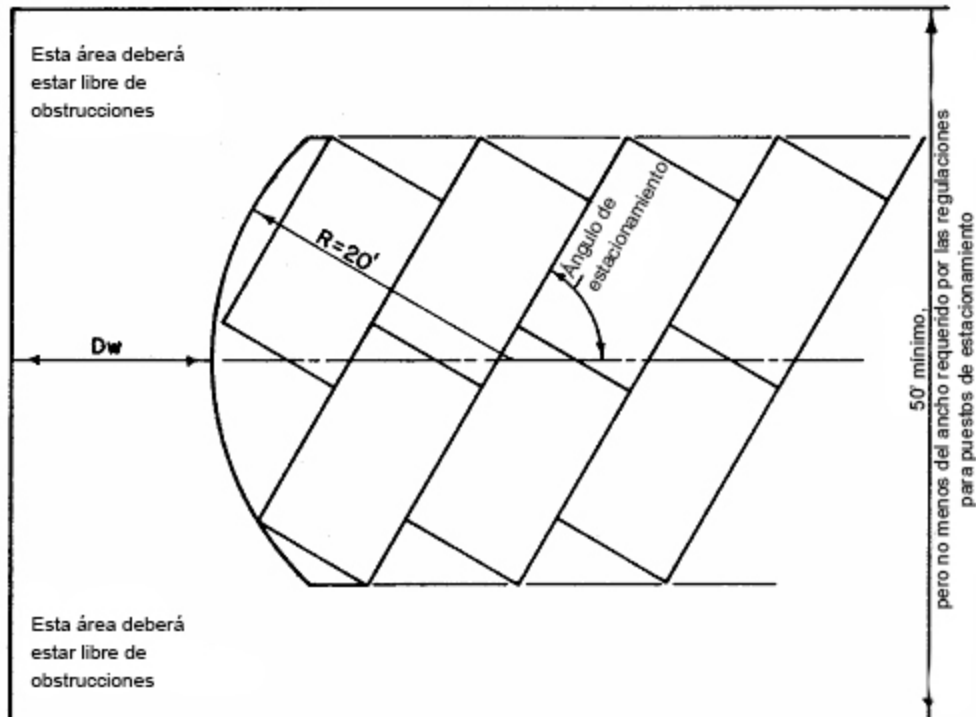 Esta área deberá
estar libre de
obstrucciones
R=20'
Ángulo de
estacionamiento
Dw
50' mínimo,
pero no menos del ancho requerido por las regulaciones
para puestos de estacionamiento
Esta área deberá
estar libre de
obstrucciones